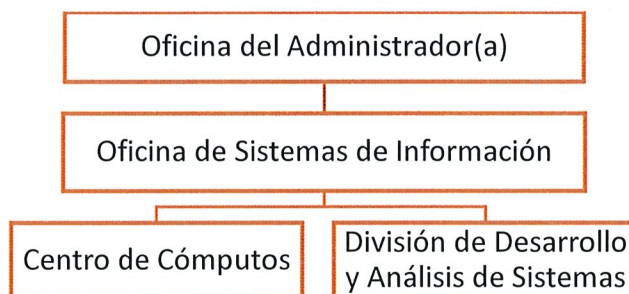 Oficina del Administrador(a)
Oficina de Sistemas de Información
Centro de Cómputos
División de Desarrollo
y Análisis de Sistemas